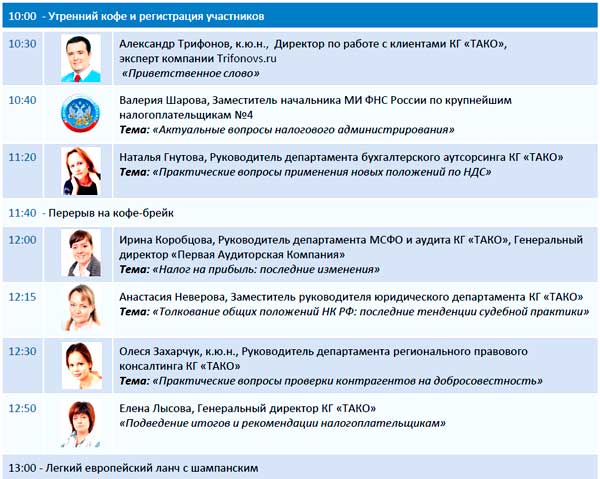 10:00 - Утренний кофе и регистрация участников
10:30
Александр Трифонов, к.ю.н., Директор по работе с клиентами КГ «ТАКО»,
эксперт компании Trifonovs.ru
«Приветственное слово»
10:40
Валерия Шарова, Заместитель начальника МИ ФНС России по крупнейшим
налогоплательщикам №4
Тема: «Актуальные вопросы налогового администрирования»
11:20
Наталья Гнутова, Руководитель департамента бухгалтерского аутсорсинга КГ «ТАКО»
Тема: «Практические вопросы применения новых положений по НДС»
11:40 - Перерыв на кофе-брейк
12:00
Ирина Коробцова, Руководитель департамента МСФО и аудита КГ «ТАКО», Генеральный
директор «Первая Аудиторская Компания»
Тема: «Налог на прибыль: последние изменения»
12:15
Анастасия Неверова, Заместитель руководителя юридического департамента КГ «ТАКО»
Тема: «Толкование общих положений НК РФ: последние тенденции судебной практики»
12:30
Олеся Захарчук, к.ю.н., Руководитель департамента регионального правового
консалтинга КГ «ТАКО»
Тема: «Практические вопросы проверки контрагентов на добросовестность»
12:50
Елена Лысова, Генеральный директор КГ «ТАКО»
«Подведение итогов и рекомендации налогоплательщикам»
13:00 - Легкий европейский ланч с шампанским